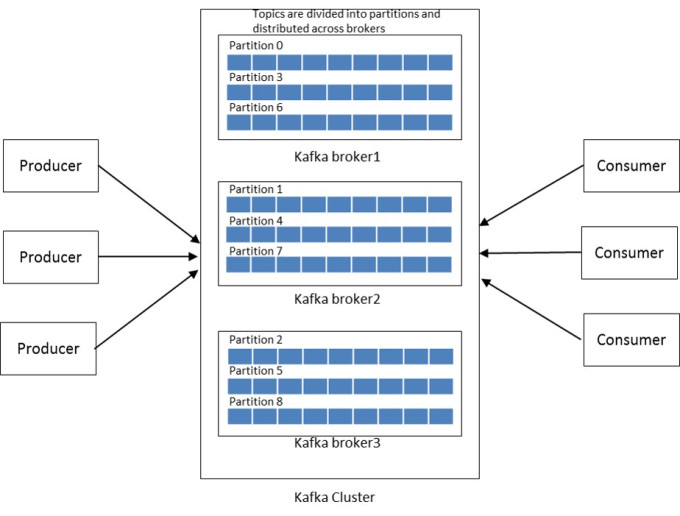 Topics are divided into partitions and
distributed across brokers
Partition 0
Partition 3
Partition 6
Kafka broker1
Producer
Consumer
Partition 1
Partition 4
Partition 7
Producer
Consumer
Kafka broker2
Partition 2
Partition 5
Partition 8
Producer
Consumer
Kafka broker3
Kafka Cluster